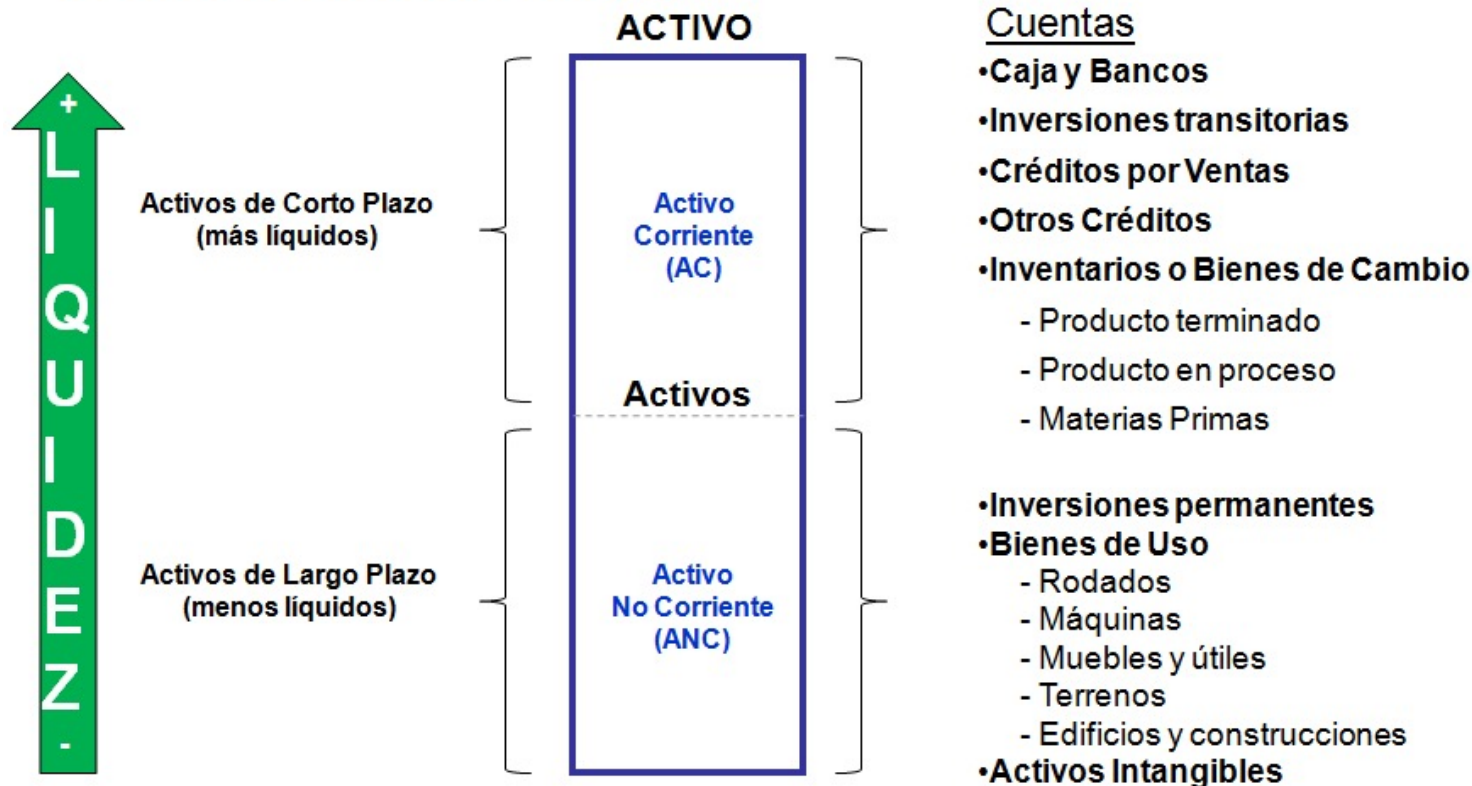 ACTIVO
Cuentas
+
LIQUIDEZ
-
Activos de Corto Plazo
(más líquidos)
Activo
Corriente
(AC)
•Caja y Bancos
•Inversiones transitorias
•Créditos por Ventas
•Otros Créditos
•Inventarios o Bienes de Cambio
- Producto terminado
- Producto en proceso
- Materias Primas
Activos
Activos de Largo Plazo
(menos líquidos)
Activo
No Corriente
(ANC)
•Inversiones permanentes
•Bienes de Uso
- Rodados
- Máquinas
- Muebles y útiles
- Terrenos
- Edificios y construcciones
•Activos Intangibles